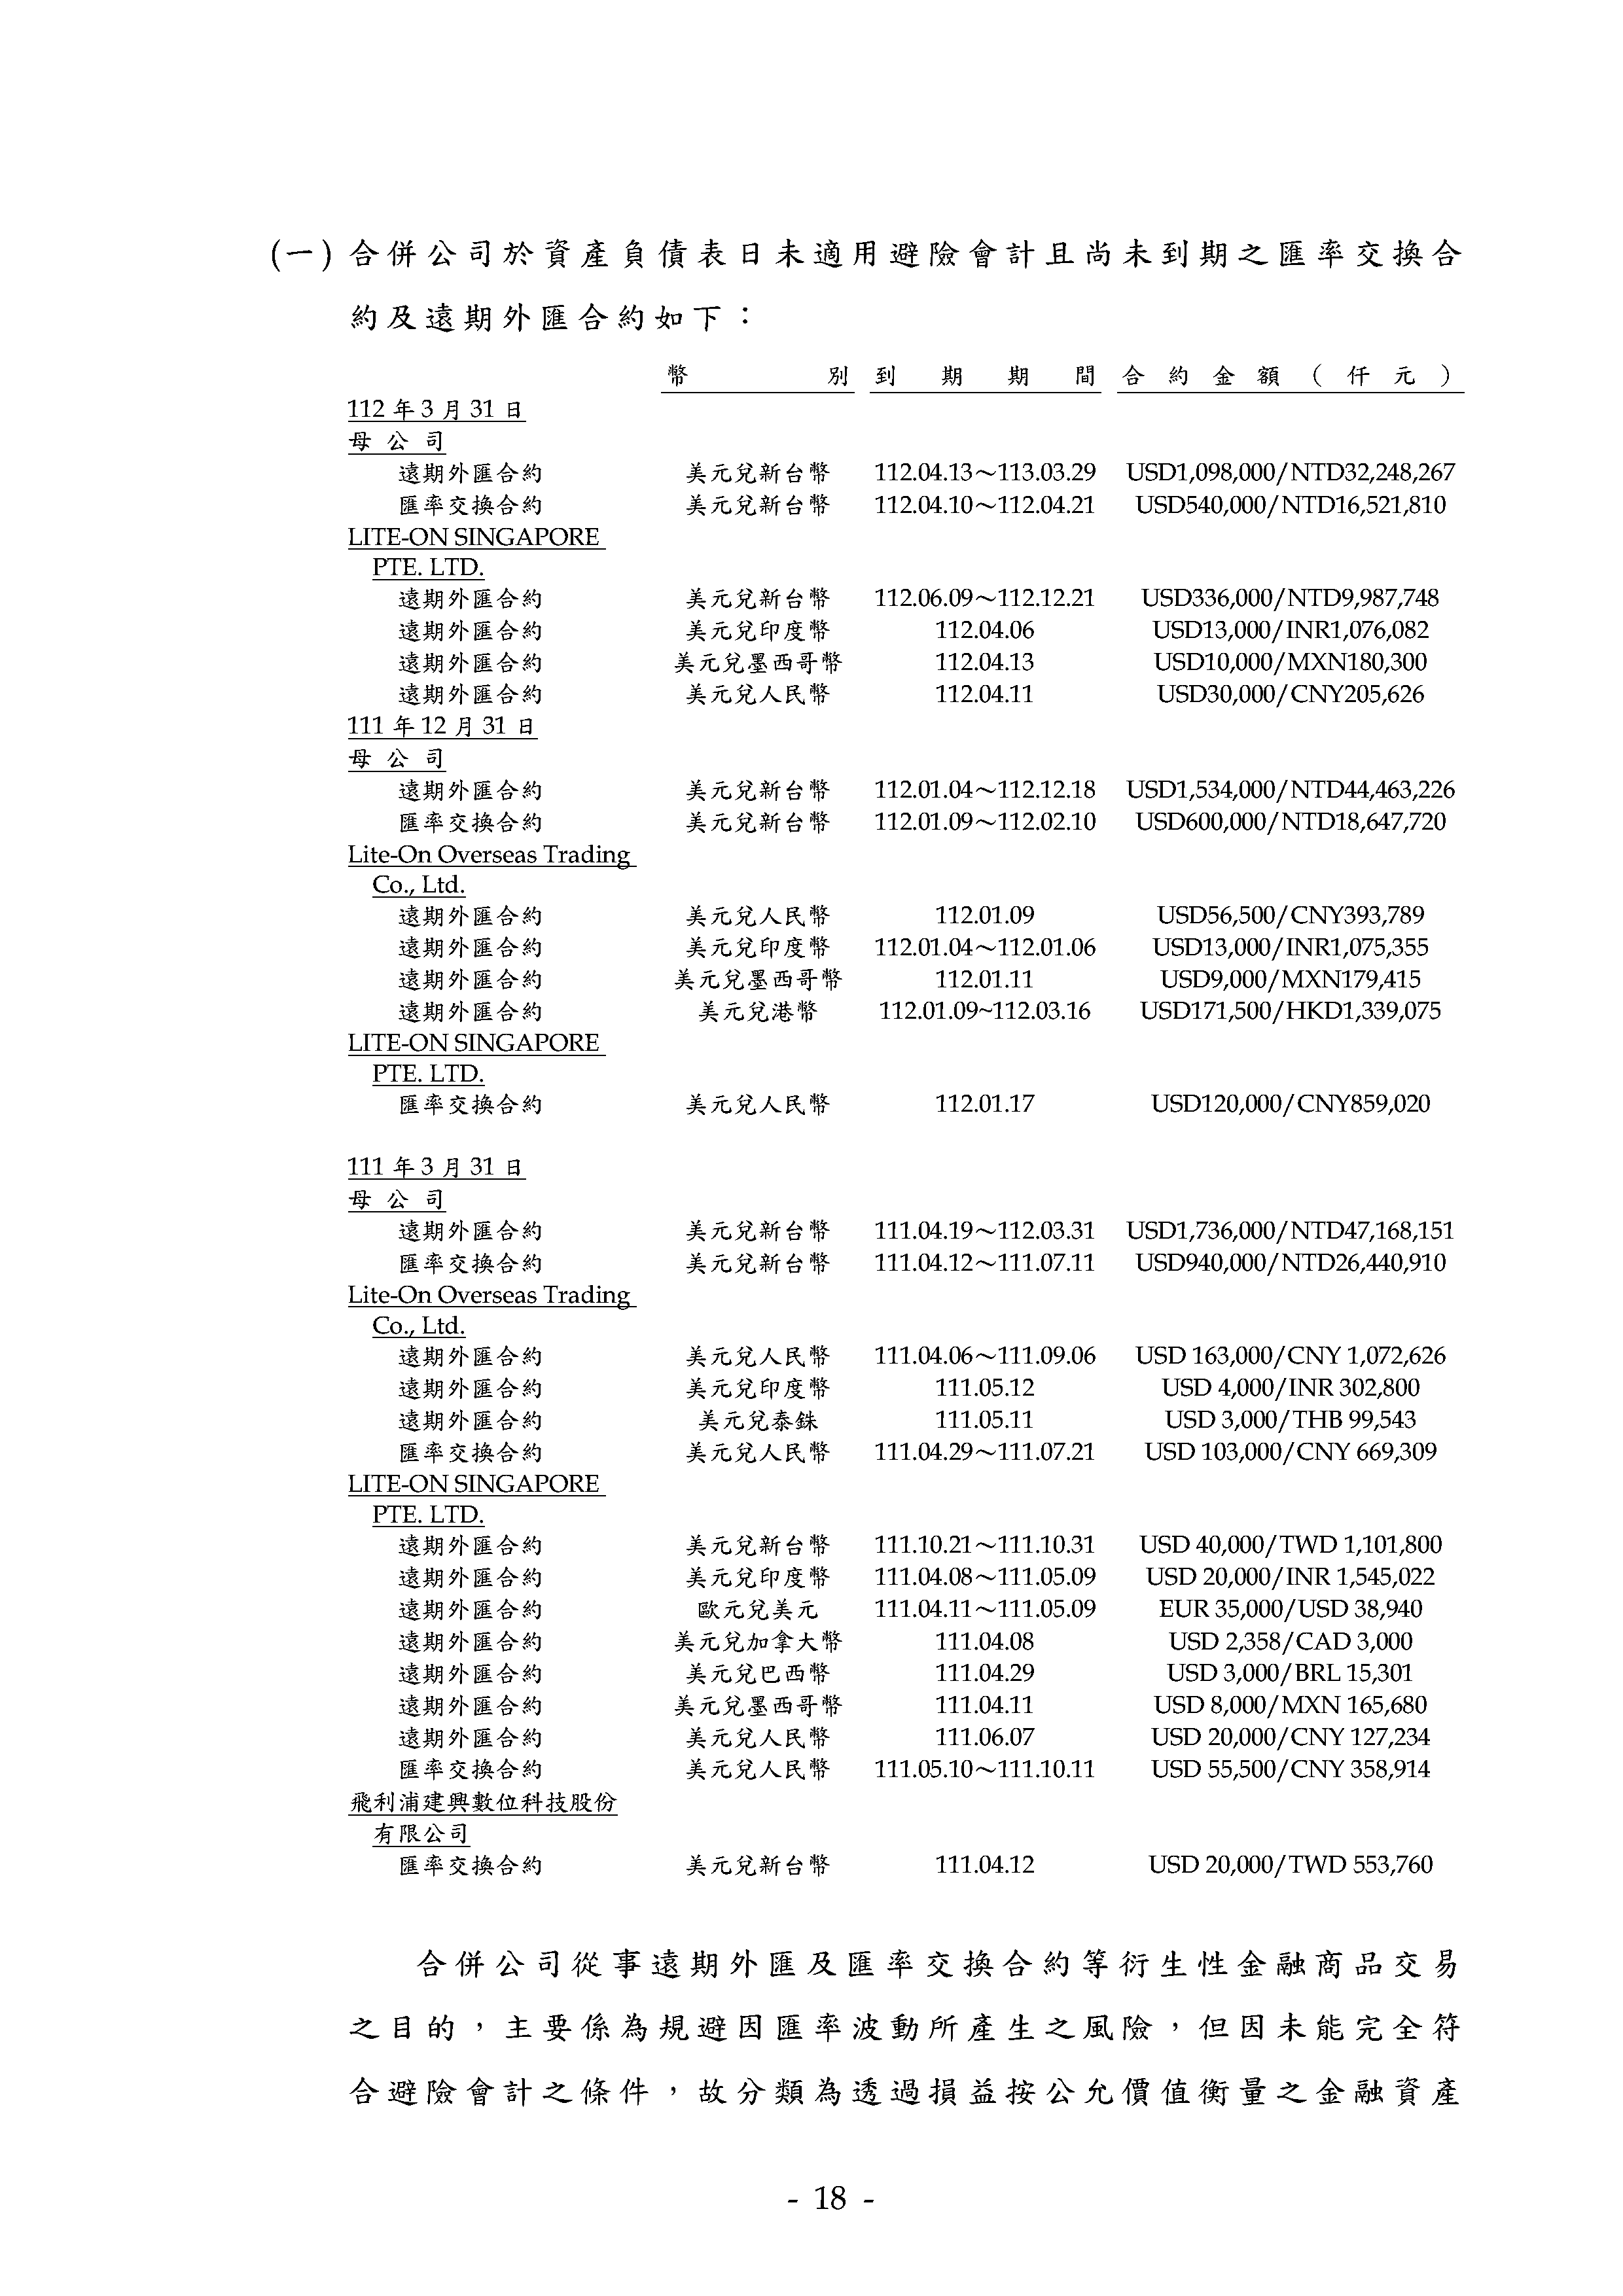 (一) 合併公司於資產負債表日未適用避險會計且尚未到期之匯率交換合
約及遠期外匯合約如下：
幣別 到期期間 合約金額（仟元）
112 年 3 月 31 日
母公司
遠期外匯合約 美元兌新台幣 112.04.13～113.03.29 USD1,098,000/NTD32,248,267
匯率交換合約 美元兌新台幣 112.04.10～112.04.21 USD540,000/NTD16,521,810
LITE-ON SINGAPORE
PTE. LTD.
遠期外匯合約 美元兌新台幣 112.06.09～112.12.21 USD336,000/NTD9,987,748
遠期外匯合約 美元兌印度幣 112.04.06 USD13,000/INR1,076,082
遠期外匯合約 美元兌墨西哥幣 112.04.13 USD10,000/MXN180,300
遠期外匯合約 美元兌人民幣 112.04.11 USD30,000/CNY205,626
111 年 12 月 31 日
母公司
遠期外匯合約 美元兌新台幣 112.01.04～112.12.18 USD1,534,000/NTD44,463,226
匯率交換合約 美元兌新台幣 112.01.09～112.02.10 USD600,000/NTD18,647,720
Lite-On Overseas Trading
Co., Ltd.
遠期外匯合約 美元兌人民幣 112.01.09 USD56,500/CNY393,789
遠期外匯合約 美元兌印度幣 112.01.04～112.01.06 USD13,000/INR1,075,355
遠期外匯合約 美元兌墨西哥幣 112.01.11 USD9,000/MXN179,415
遠期外匯合約 美元兌港幣 112.01.09~112.03.16 USD171,500/HKD1,339,075
LITE-ON SINGAPORE
PTE. LTD.
匯率交換合約 美元兌人民幣 112.01.17 USD120,000/CNY859,020
111 年 3 月 31 日
母公司
遠期外匯合約 美元兌新台幣 111.04.19～112.03.31 USD1,736,000/NTD47,168,151
匯率交換合約 美元兌新台幣 111.04.12～111.07.11 USD940,000/NTD26,440,910
Lite-On Overseas Trading
Co., Ltd.
遠期外匯合約 美元兌人民幣 111.04.06～111.09.06 USD 163,000/CNY 1,072,626
遠期外匯合約 美元兌印度幣 111.05.12 USD 4,000/INR 302,800
遠期外匯合約 美元兌泰銖 111.05.11 USD 3,000/THB 99,543
匯率交換合約 美元兌人民幣 111.04.29～111.07.21 USD 103,000/CNY 669,309
LITE-ON SINGAPORE
PTE. LTD.
遠期外匯合約 美元兌新台幣 111.10.21～111.10.31 USD 40,000/TWD 1,101,800
遠期外匯合約 美元兌印度幣 111.04.08～111.05.09 USD 20,000/INR 1,545,022
遠期外匯合約 歐元兌美元 111.04.11～111.05.09 EUR 35,000/USD 38,940
遠期外匯合約 美元兌加拿大幣 111.04.08 USD 2,358/CAD 3,000
遠期外匯合約 美元兌巴西幣 111.04.29 USD 3,000/BRL 15,301
遠期外匯合約 美元兌墨西哥幣 111.04.11 USD 8,000/MXN 165,680
遠期外匯合約 美元兌人民幣 111.06.07 USD 20,000/CNY 127,234
匯率交換合約 美元兌人民幣 111.05.10～111.10.11 USD 55,500/CNY 358,914
飛利浦建興數位科技股份
有限公司
匯率交換合約 美元兌新台幣 111.04.12 USD 20,000/TWD 553,760
合併公司從事遠期外匯及匯率交換合約等衍生性金融商品交易
之目的，主要係為規避因匯率波動所產生之風險，但因未能完全符
合避險會計之條件，故分類為透過損益按公允價值衡量之金融資產
- 18 -